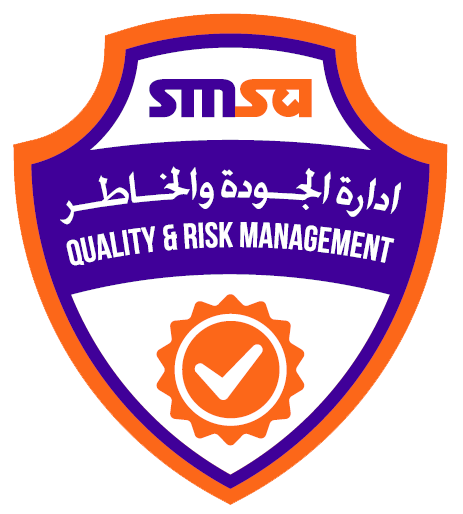 smsa
ادارة الجودة والخاطر
QUALITY & RISK MANAGEMENT